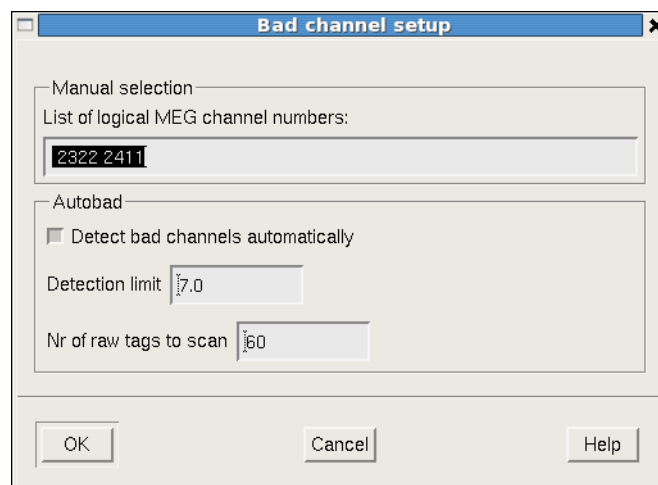 Bad channel setup
Manual selection
List of logical MEG channel numbers:
2322 2411
Autobad
Detect bad channels automatically
Detection limit 7.0
Nr of raw tags to scan 60
OK Cancel Help